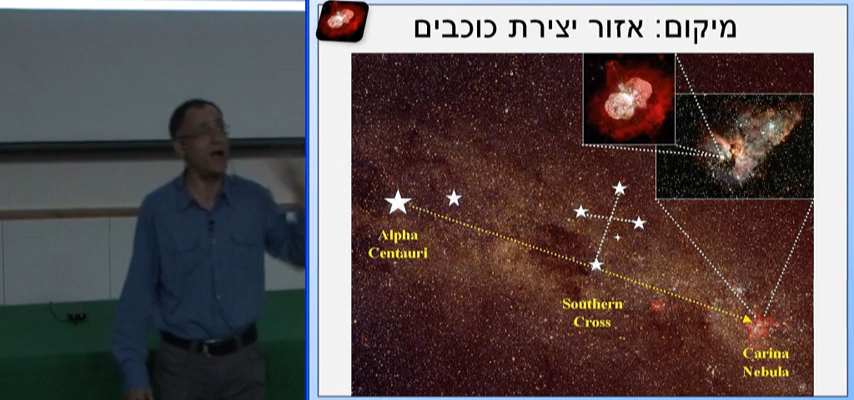 מיקום: אזור יצירת כוכבים
Alpha
Centauri
Southern
Cross
Carina
Nebula